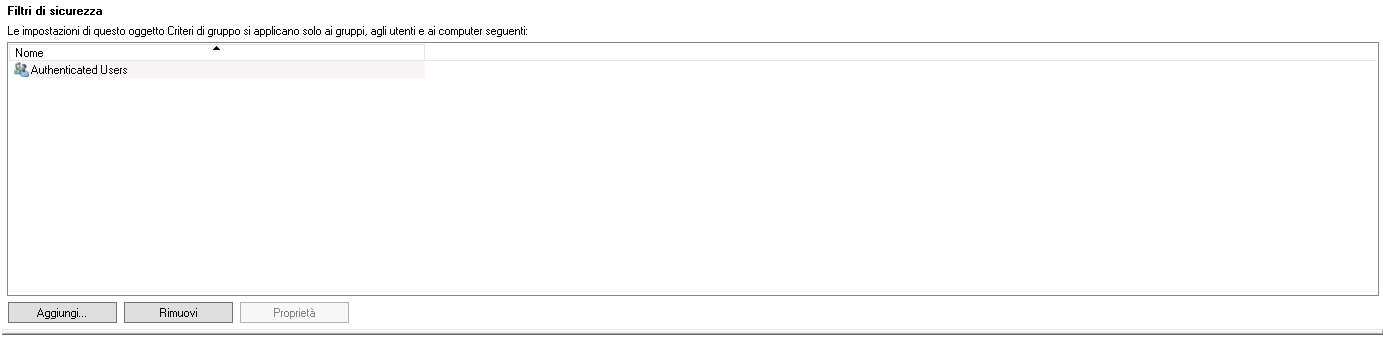 Filtri di sicurezza
Le impostazioni di questo oggetto Criteri di gruppo si applicano solo ai gruppi, agli utenti e ai computer seguenti:
Nome
Authenticated Users
Aggiungi... Rimuovi Proprietà